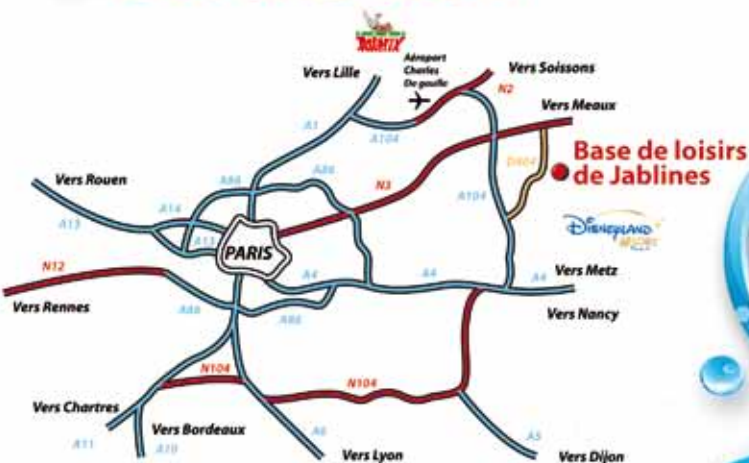 Astérix
Aéroport
Charles
De gaulle
Vers Lille
Vers Soissons
N2
Vers Meaux
A1
A104
Base de loisirs
de Jablines
D404
A86
A86
N3
A104
Vers Rouen
A14
A13
A13
PARIS
DISNEYLAND
RESORT
N12
A4
A4
A4
Vers Metz
Vers Rennes
A86
A86
Vers Nancy
N104
N104
Vers Chartres
Vers Bordeaux
A11
A10
A6
Vers Lyon
A5
Vers Dijon